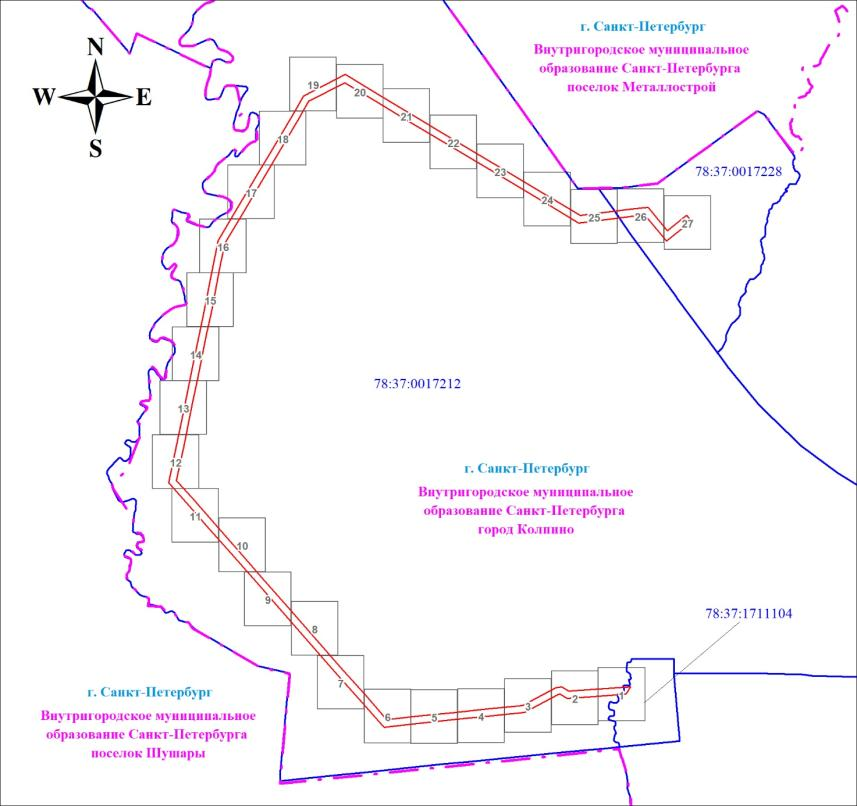 г. Санкт-Петербург
Внутригородское муниципальное
образование Санкт-Петербурга
поселок Металлострой
N
W E
S
19
20
21
18
22
78:37:0017228
23
17
24
25
26
27
16
15
14
78:37:0017212
13
12
г. Санкт-Петербург
Внутригородское муниципальное
образование Санкт-Петербурга
город Колпино
11
10
9
8
78:37:1711104
7
6
5
4
3
2
1
г. Санкт-Петербург
Внутригородское муниципальное
образование Санкт-Петербурга
поселок Шушары